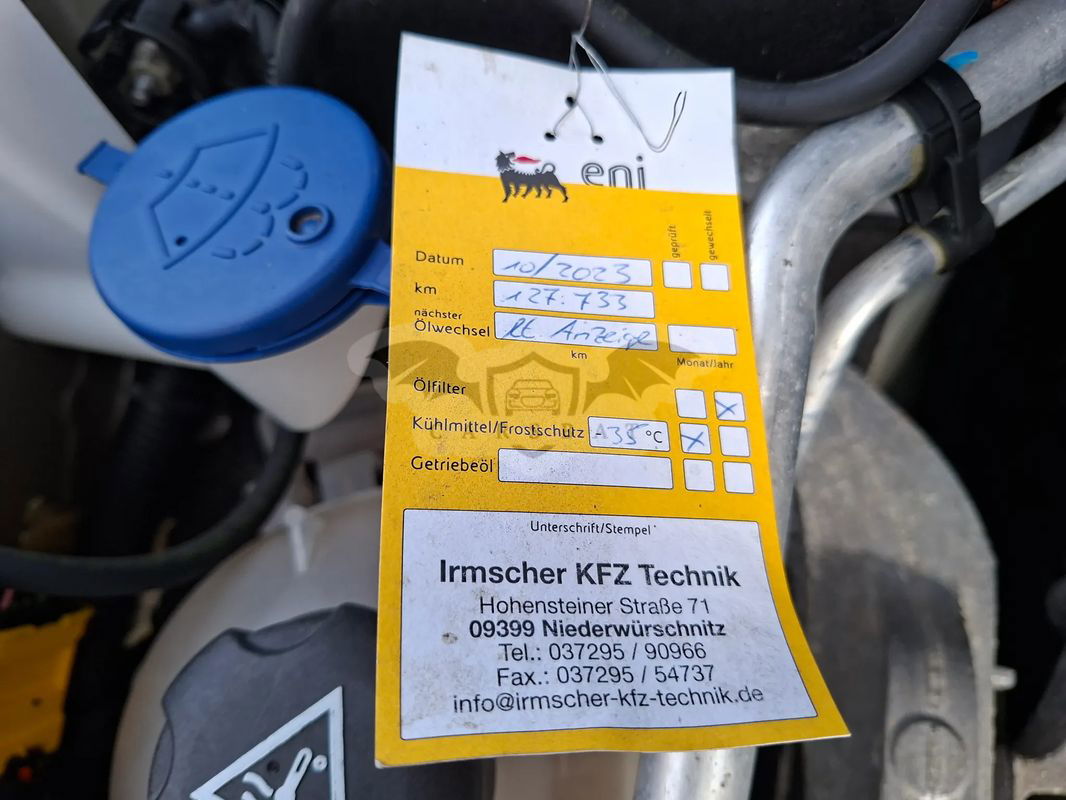 eni
geprüft
gewechselt
Datum 10/2023
km 127.733
nächster
Ölwechsel lt. Anzeige
km
Monat/Jahr
Ölfilter x
Kühlmittel/Frostschutz -35 °C x
Getriebeöl
Unterschrift/Stempel
Irmscher KFZ Technik
Hohensteiner Straße 71
09399 Niederwürschnitz
Tel.: 037295 / 90966
Fax.: 037295 / 54737
info@irmscher-kfz-technik.de